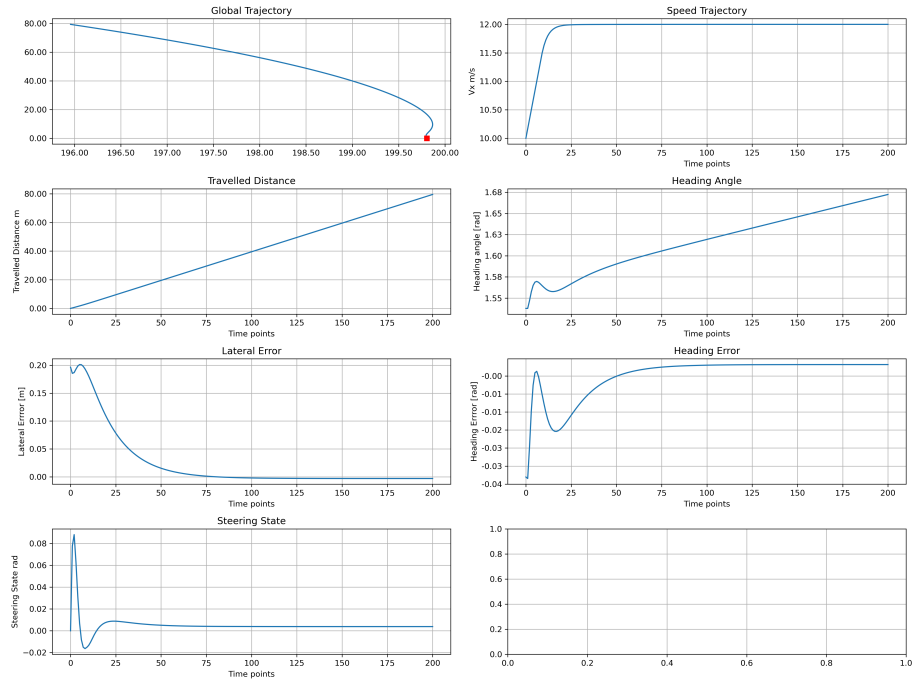 Global Trajectory
80.00
60.00
40.00
20.00
0.00
196.00 196.50 197.00 197.50 198.00 198.50 199.00 199.50 200.00
Speed Trajectory
Vx m/s
12.00
11.50
11.00
10.50
10.00
0 25 50 75 100 125 150 175 200
Time points
Travelled Distance
Travelled Distance m
80.00
60.00
40.00
20.00
0.00
0 25 50 75 100 125 150 175 200
Time points
Heading Angle
Heading angle [rad]
1.68
1.65
1.63
1.60
1.58
1.55
0 25 50 75 100 125 150 175 200
Time points
Lateral Error
Lateral Errror [m]
0.20
0.15
0.10
0.05
0.00
0 25 50 75 100 125 150 175 200
Time points
Heading Error
Heading Errror [rad]
-0.00
-0.01
-0.02
-0.03
-0.04
0 25 50 75 100 125 150 175 200
Time points
Steering State
Steering State rad
0.08
0.06
0.04
0.02
0.00
−0.02
0 25 50 75 100 125 150 175 200
Time points
1.0
0.8
0.6
0.4
0.2
0.0
0.0 0.2 0.4 0.6 0.8 1.0